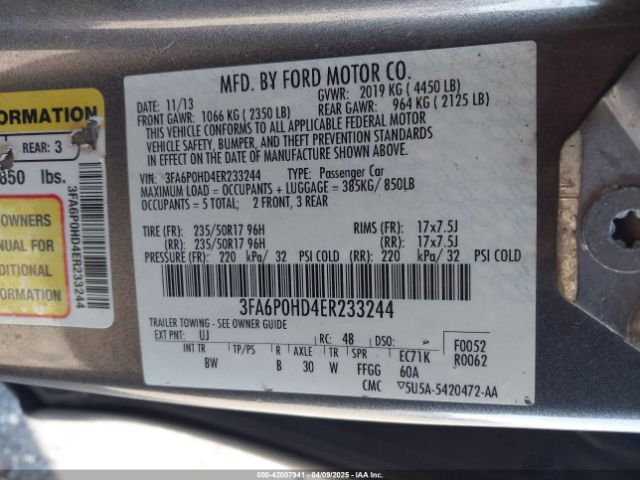 MFD. BY FORD MOTOR CO.
DATE: 11/13 GVWR: 2019 KG ( 4450 LB)
FRONT GAWR: 1066 KG ( 2350 LB) REAR GAWR: 964 KG ( 2125 LB)
THIS VEHICLE CONFORMS TO ALL APPLICABLE FEDERAL MOTOR
VEHICLE SAFETY, BUMPER, AND THEFT PREVENTION STANDARDS
IN EFFECT ON THE DATE OF MANUFACTURE SHOWN ABOVE.
VIN: 3FA6P0HD4ER233244 TYPE: Passenger Car
MAXIMUM LOAD = OCCUPANTS + LUGGAGE = 385KG/ 850LB
OCCUPANTS = 5 TOTAL; 2 FRONT, 3 REAR
TIRE (FR): 235/50R17 96H RIMS (FR): 17x7.5J
(RR): 235/50R17 96H (RR): 17x7.5J
PRESSURE (FR): 220 kPa/ 32 PSI COLD (RR): 220 kPa/ 32 PSI COLD
3FA6P0HD4ER233244
TRAILER TOWING - SEE OWNER GUIDE
EXT PNT: UJ RC: 48 DSO: F0052
INT TR TP/PS R AXLE TR SPR EC71K R0062
BW B 30 W FFGG 60A
CMC 5U5A-5420472-AA
FORMATION
REAR: 3
850 lbs.
OWNERS
NUAL FOR
DITIONAL
ORMATION
3FA6P0HD4ER233244
000-42007941 - 04/09/2025 - IAAI.COM